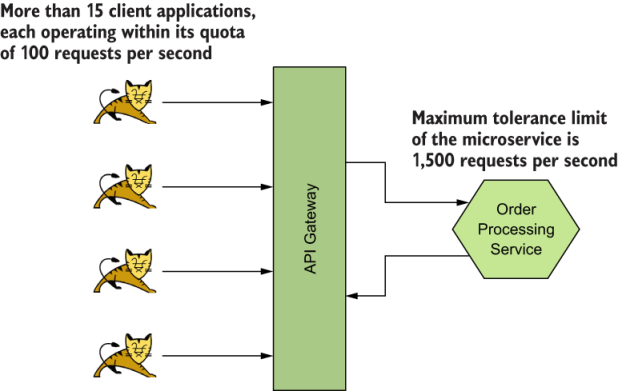 More than 15 client applications,
each operating within its quota
of 100 requests per second
Maximum tolerance limit
of the microservice is
1,500 requests per second
API Gateway
Order
Processing
Service